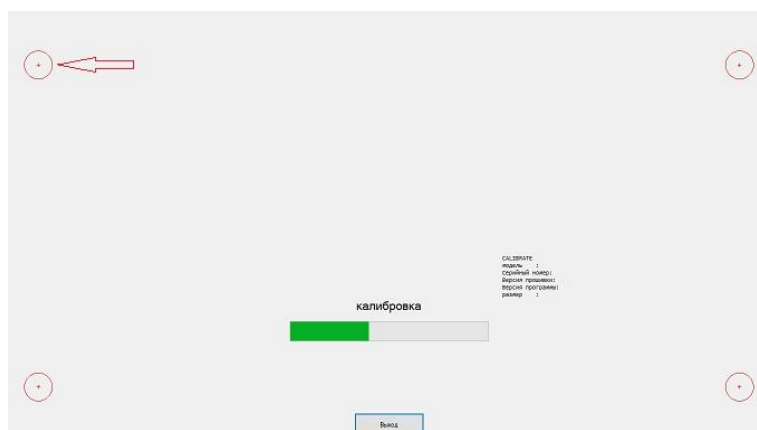 CALIBRATE
модель :
Серийный номер:
Версия прошивки:
Версия программы:
размер :
калибровка
Выход